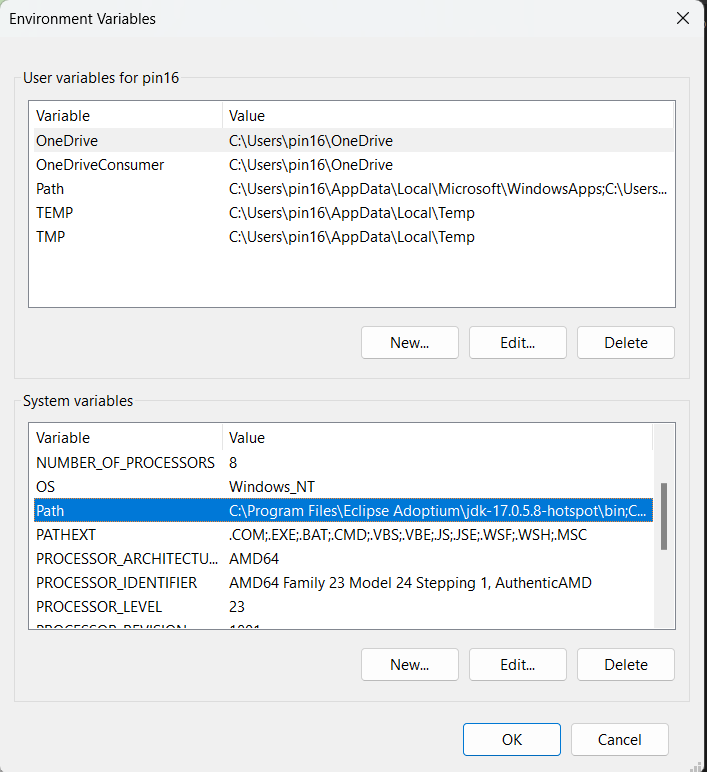 Environment Variables
User variables for pin16
Variable Value
OneDrive C:\Users\pin16\OneDrive
OneDriveConsumer C:\Users\pin16\OneDrive
Path C:\Users\pin16\AppData\Local\Microsoft\WindowsApps;C:\Users...
TEMP C:\Users\pin16\AppData\Local\Temp
TMP C:\Users\pin16\AppData\Local\Temp
New... Edit... Delete
System variables
Variable Value
NUMBER_OF_PROCESSORS 8
OS Windows_NT
Path C:\Program Files\Eclipse Adoptium\jdk-17.0.5.8-hotspot\bin;C...
PATHEXT .COM;.EXE;.BAT;.CMD;.VBS;.VBE;.JS;.JSE;.WSF;.WSH;.MSC
PROCESSOR_ARCHITECTU... AMD64
PROCESSOR_IDENTIFIER AMD64 Family 23 Model 24 Stepping 1, AuthenticAMD
PROCESSOR_LEVEL 23
PROCESSOR_REVISION 1801
New... Edit... Delete
OK Cancel